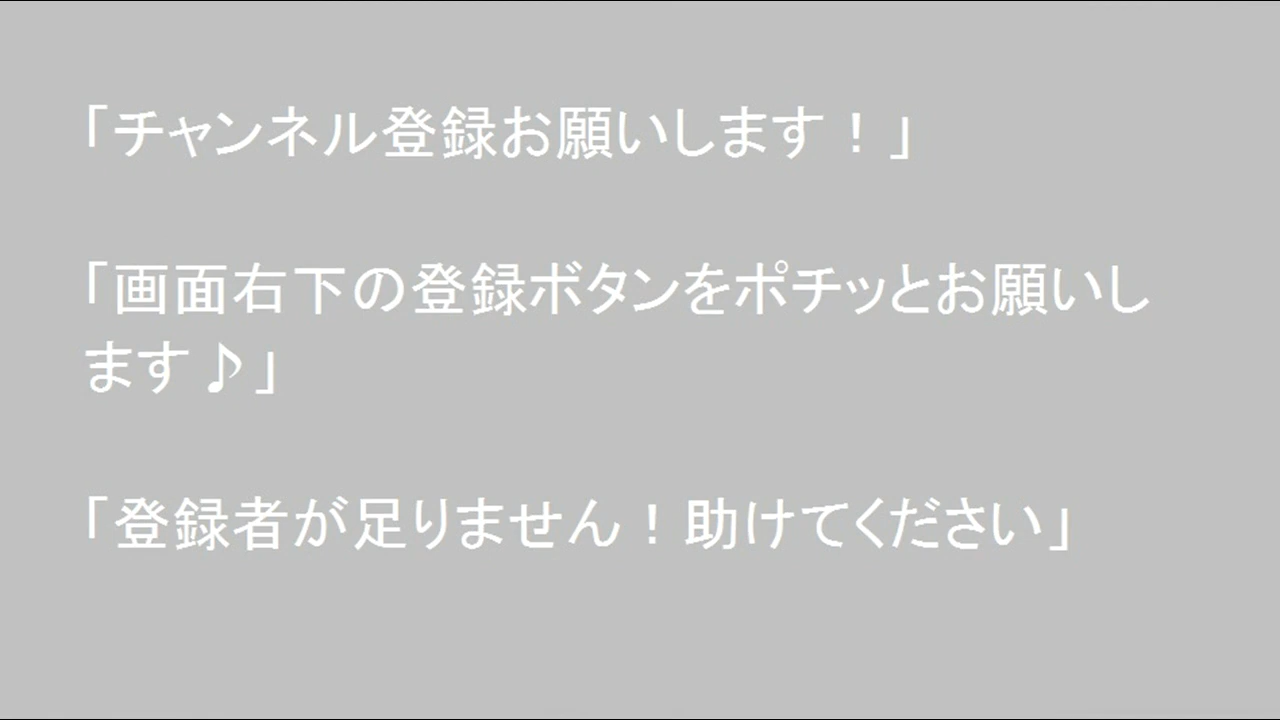 「チャンネル登録お願いします！」
「画面右下の登録ボタンをポチッとお願いし
ます♪」
「登録者が足りません！助けてください」